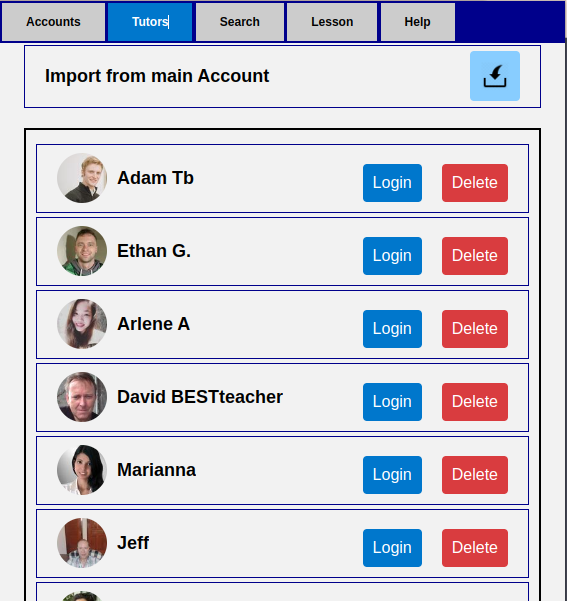 Accounts Tutors Search Lesson Help
Import from main Account
Adam Tb Login Delete
Ethan G. Login Delete
Arlene A Login Delete
David BESTteacher Login Delete
Marianna Login Delete
Jeff Login Delete